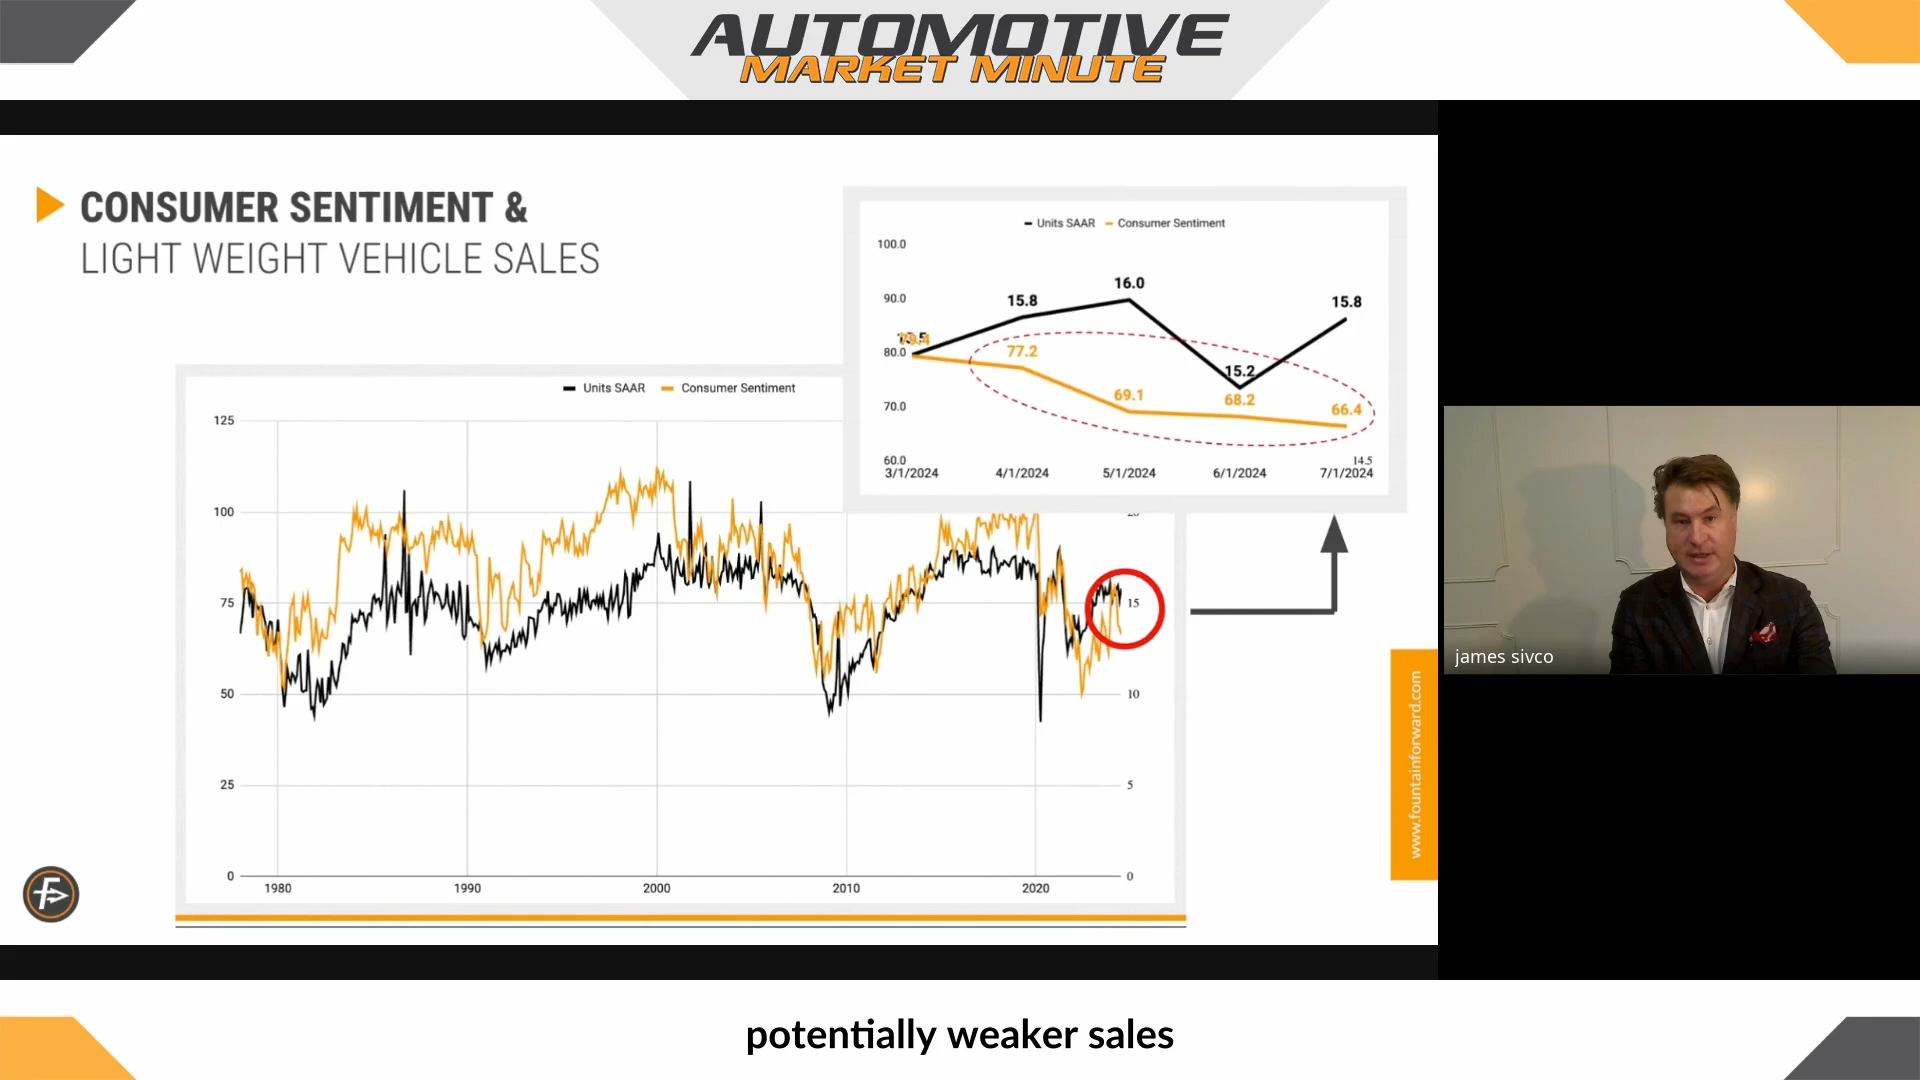 AUTOMOTIVE
MARKET MINUTE
CONSUMER SENTIMENT &
LIGHT WEIGHT VEHICLE SALES
Units SAAR Consumer Sentiment
100.0
90.0
80.0
70.0
60.0
15.8
16.0
15.2
15.8
79.4
77.2
69.1
68.2
66.4
14.5
3/1/2024 4/1/2024 5/1/2024 6/1/2024 7/1/2024
Units SAAR Consumer Sentiment
125
100
75
50
25
0
20
15
10
5
0
1980 1990 2000 2010 2020
www.fountainforward.com
james sivco
potentially weaker sales